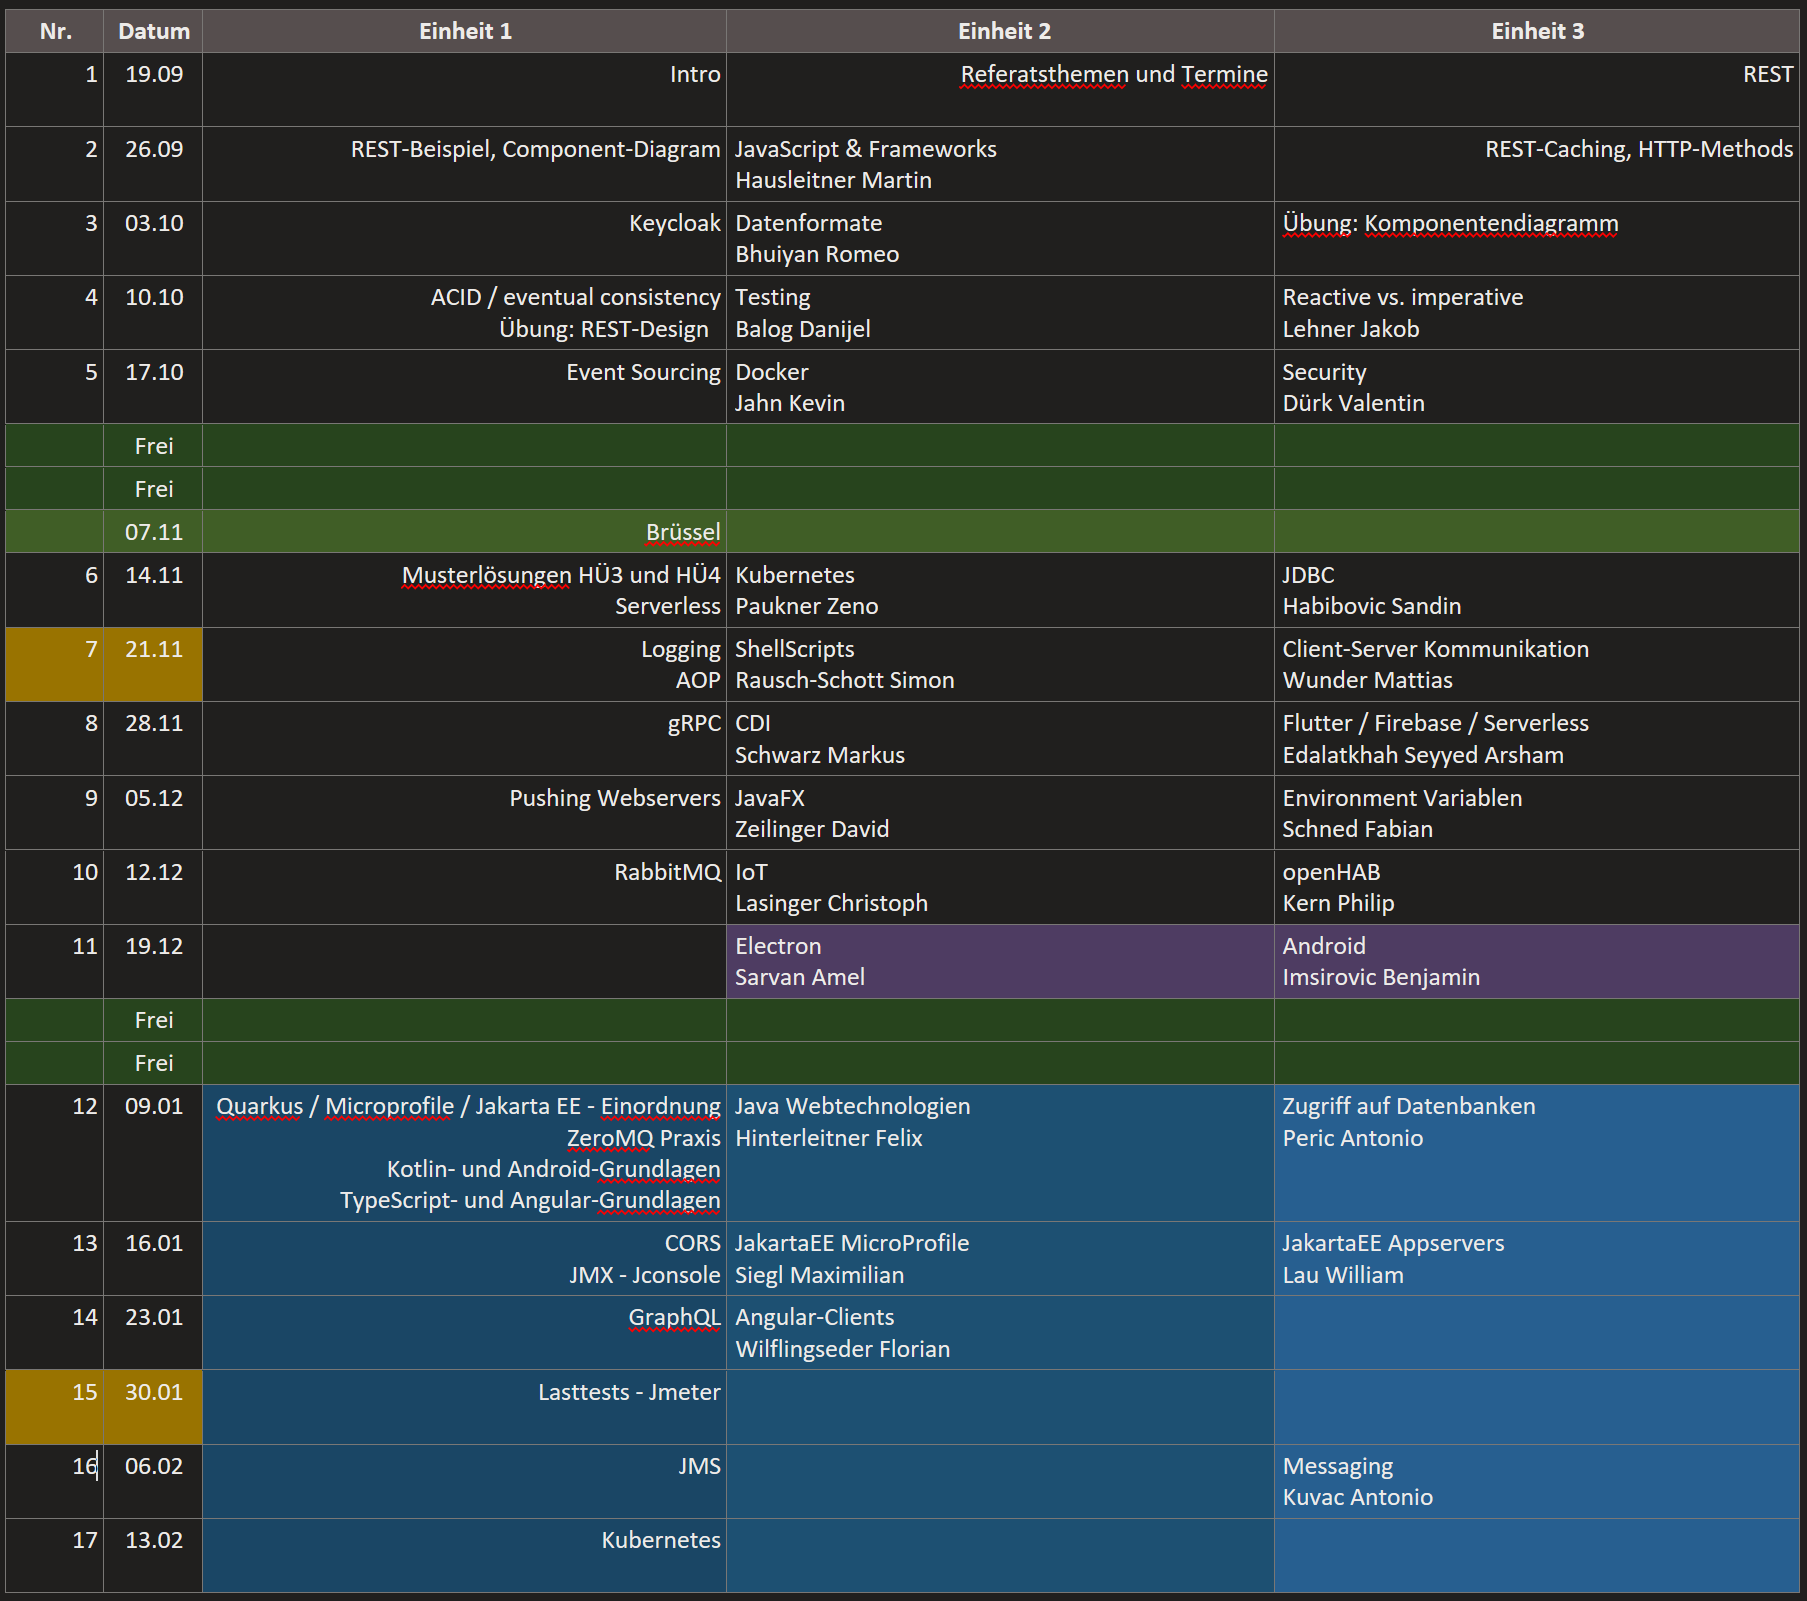 Nr. Datum Einheit 1 Einheit 2 Einheit 3
1 19.09 Intro Referatsthemen und Termine REST
2 26.09 REST-Beispiel, Component-Diagram JavaScript & Frameworks REST-Caching, HTTP-Methods
Hausleitner Martin
3 03.10 Keycloak Datenformate Übung: Komponentendiagramm
Bhuiyan Romeo
4 10.10 ACID / eventual consistency Testing Reactive vs. imperative
Übung: REST-Design Balog Danijel Lehner Jakob
5 17.10 Event Sourcing Docker Security
Jahn Kevin Dürk Valentin
Frei
Frei
07.11 Brüssel
6 14.11 Musterlösungen HÜ3 und HÜ4 Kubernetes JDBC
Serverless Paukner Zeno Habibovic Sandin
7 21.11 Logging ShellScripts Client-Server Kommunikation
AOP Rausch-Schott Simon Wunder Mattias
8 28.11 gRPC CDI Flutter / Firebase / Serverless
Schwarz Markus Edalatkhah Seyyed Arsham
9 05.12 Pushing Webservers JavaFX Environment Variablen
Zeilinger David Schned Fabian
10 12.12 RabbitMQ IoT openHAB
Lasinger Christoph Kern Philip
11 19.12 Electron Android
Sarvan Amel Imsirovic Benjamin
Frei
Frei
12 09.01 Quarkus / Microprofile / Jakarta EE - Einordnung Java Webtechnologien Zugriff auf Datenbanken
ZeroMQ Praxis Hinterleitner Felix Peric Antonio
Kotlin- und Android-Grundlagen
TypeScript- und Angular-Grundlagen
13 16.01 CORS JakartaEE MicroProfile JakartaEE Appservers
JMX - Jconsole Siegl Maximilian Lau William
14 23.01 GraphQL Angular-Clients
Wilflingseder Florian
15 30.01 Lasttests - Jmeter
16 06.02 JMS Messaging
Kuvac Antonio
17 13.02 Kubernetes